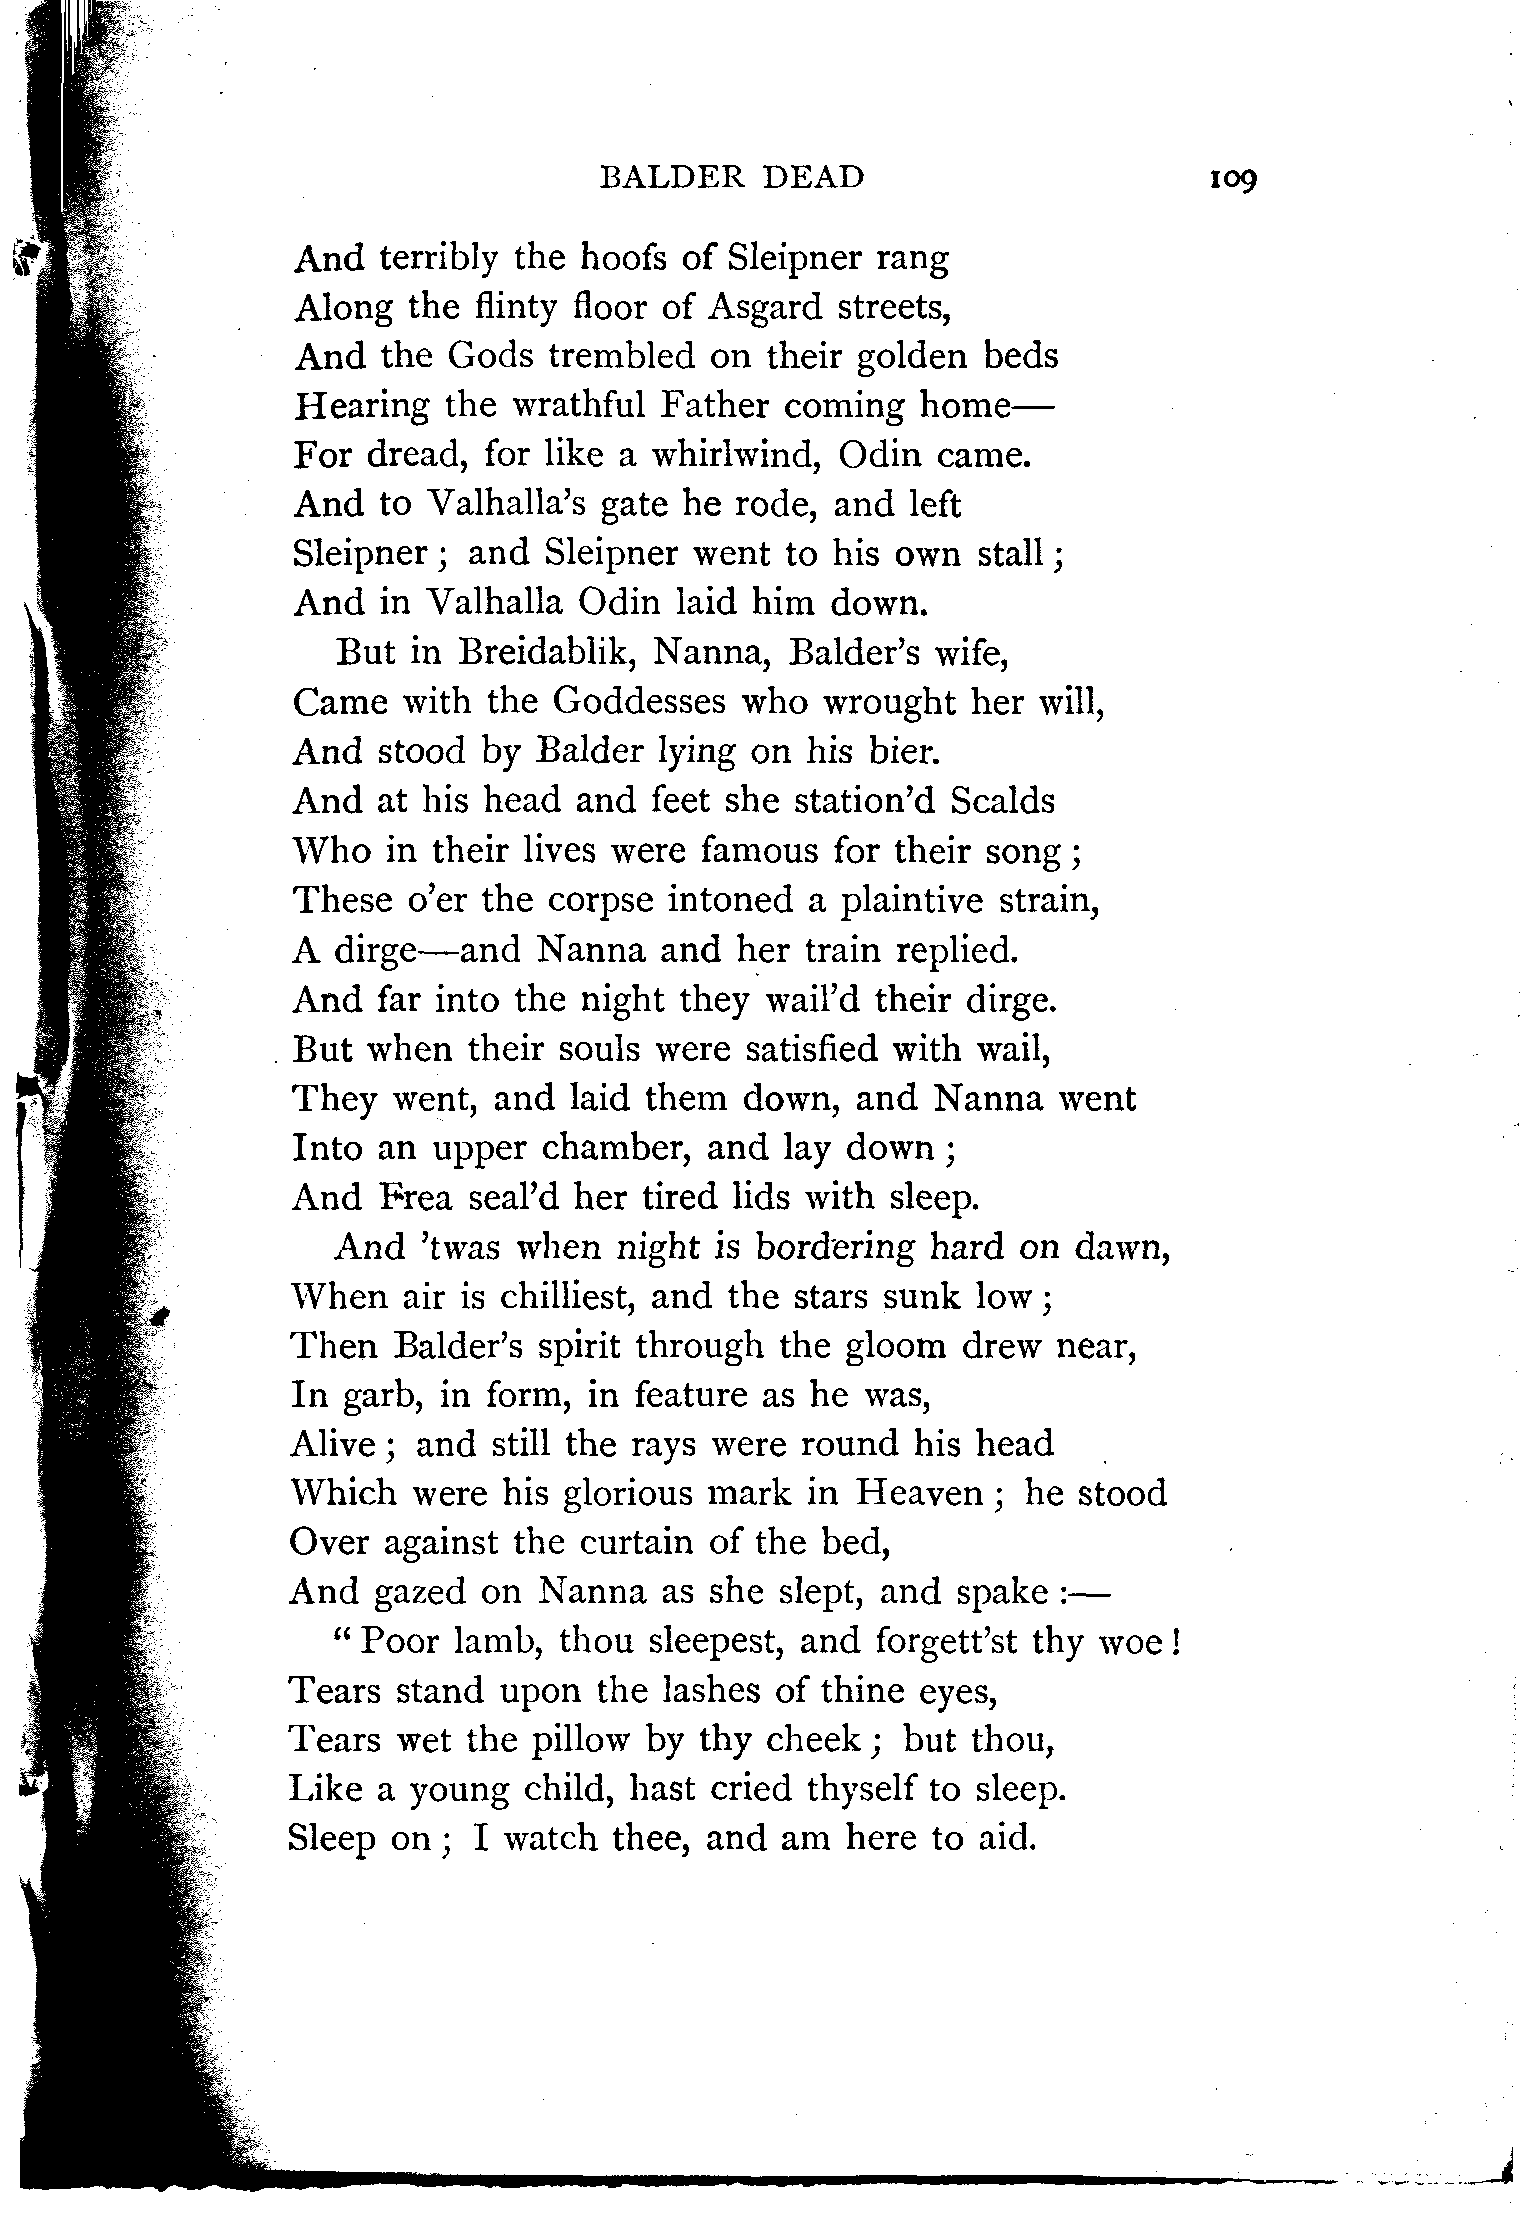 BALDER DEAD 109
And terribly the hoofs of Sleipner rang
Along the flinty floor of Asgard streets,
And the Gods trembled on their golden beds
Hearing the wrathful Father coming home—
For dread, for like a whirlwind, Odin came.
And to Valhalla's gate he rode, and left
Sleipner ; and Sleipner went to his own stall ;
And in Valhalla Odin laid him down.
But in Breidablik, Nanna, Balder's wife,
Came with the Goddesses who wrought her will,
And stood by Balder lying on his bier.
And at his head and feet she station'd Scalds
Who in their lives were famous for their song ;
These o'er the corpse intoned a plaintive strain,
A dirge—and Nanna and her train replied.
And far into the night they wail'd their dirge.
But when their souls were satisfied with wail,
They went, and laid them down, and Nanna went
Into an upper chamber, and lay down ;
And Frea seal'd her tired lids with sleep.
And 'twas when night is bordering hard on dawn,
When air is chilliest, and the stars sunk low ;
Then Balder's spirit through the gloom drew near,
In garb, in form, in feature as he was,
Alive ; and still the rays were round his head
Which were his glorious mark in Heaven ; he stood
Over against the curtain of the bed,
And gazed on Nanna as she slept, and spake :—
" Poor lamb, thou sleepest, and forgett'st thy woe !
Tears stand upon the lashes of thine eyes,
Tears wet the pillow by thy cheek ; but thou,
Like a young child, hast cried thyself to sleep.
Sleep on ; I watch thee, and am here to aid.